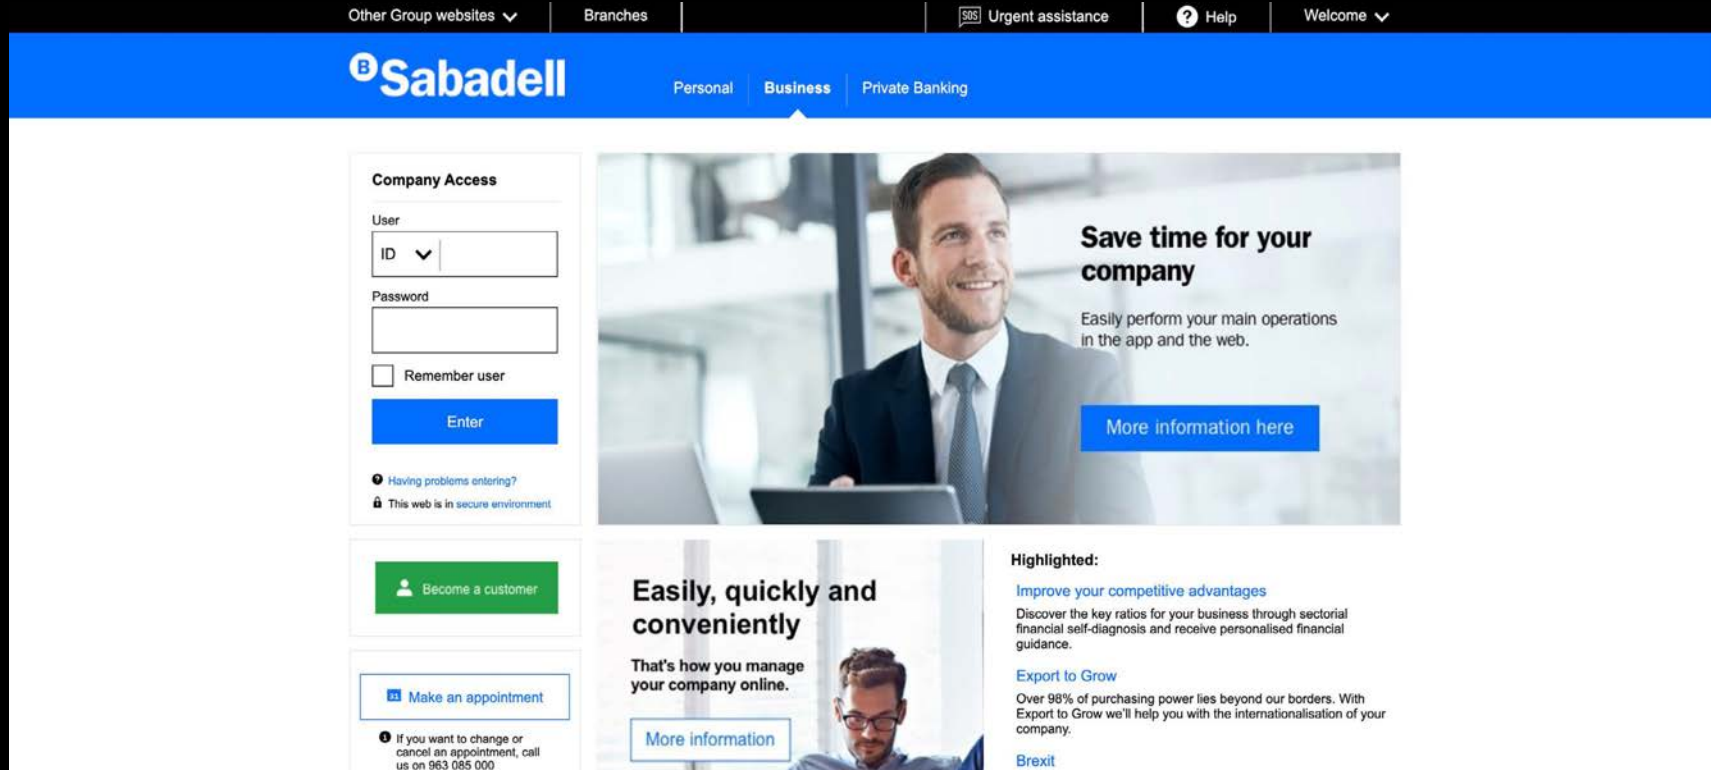 Other Group websites
Branches
SOS Urgent assistance
? Help
Welcome
B Sabadell
Personal
Business
Private Banking
Company Access
User
ID
Password
Remember user
Enter
? Having problems entering?
This web is in secure environment
Become a customer
31 Make an appointment
If you want to change or
cancel an appointment, call
us on 963 085 000
Save time for your
company
Easily perform your main operations
in the app and the web.
More information here
Easily, quickly and
conveniently
That's how you manage
your company online.
More information
Highlighted:
Improve your competitive advantages
Discover the key ratios for your business through sectorial
financial self-diagnosis and receive personalised financial
guidance.
Export to Grow
Over 98% of purchasing power lies beyond our borders. With
Export to Grow we'll help you with the internationalisation of your
company.
Brexit